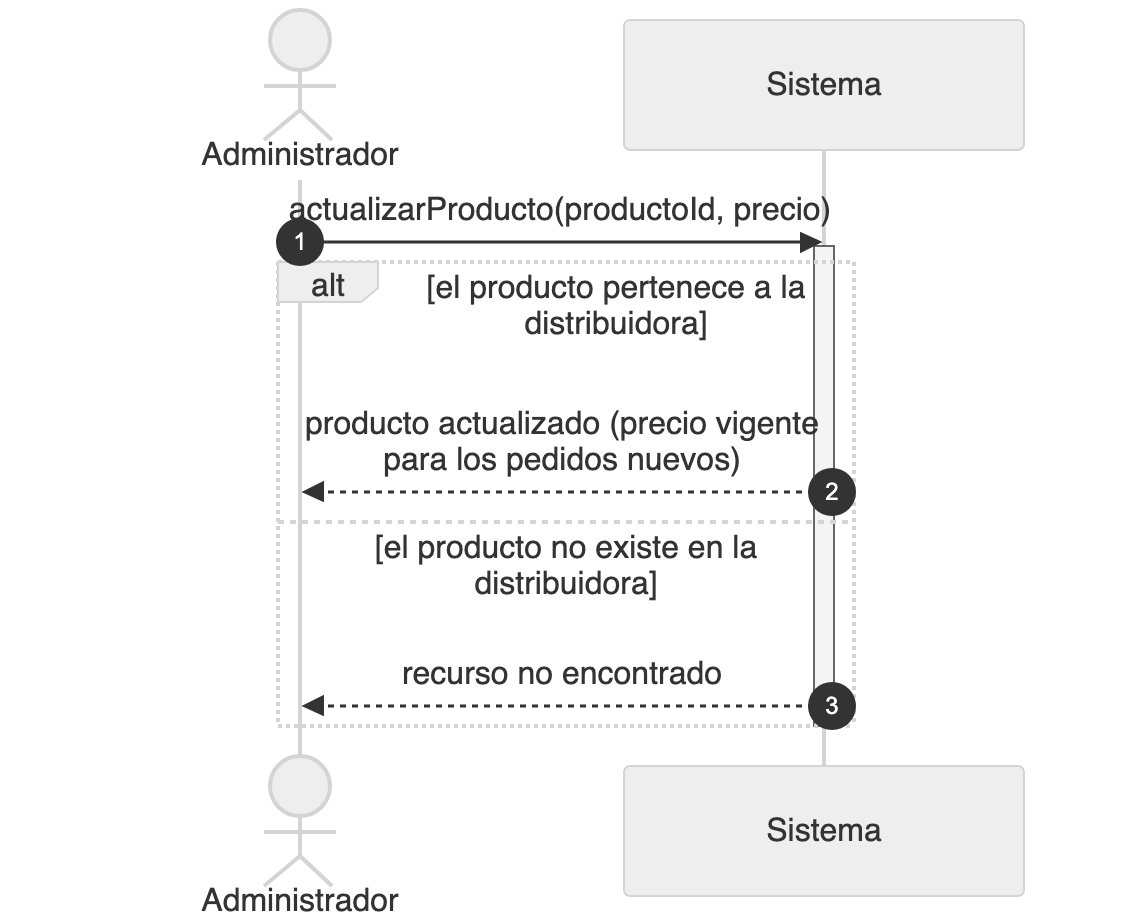 Sistema
Administrador
actualizarProducto(productoId, precio)
1
alt
[el producto pertenece a la
distribuidora]
producto actualizado (precio vigente
para los pedidos nuevos)
2
[el producto no existe en la
distribuidora]
recurso no encontrado
3
Sistema
Administrador